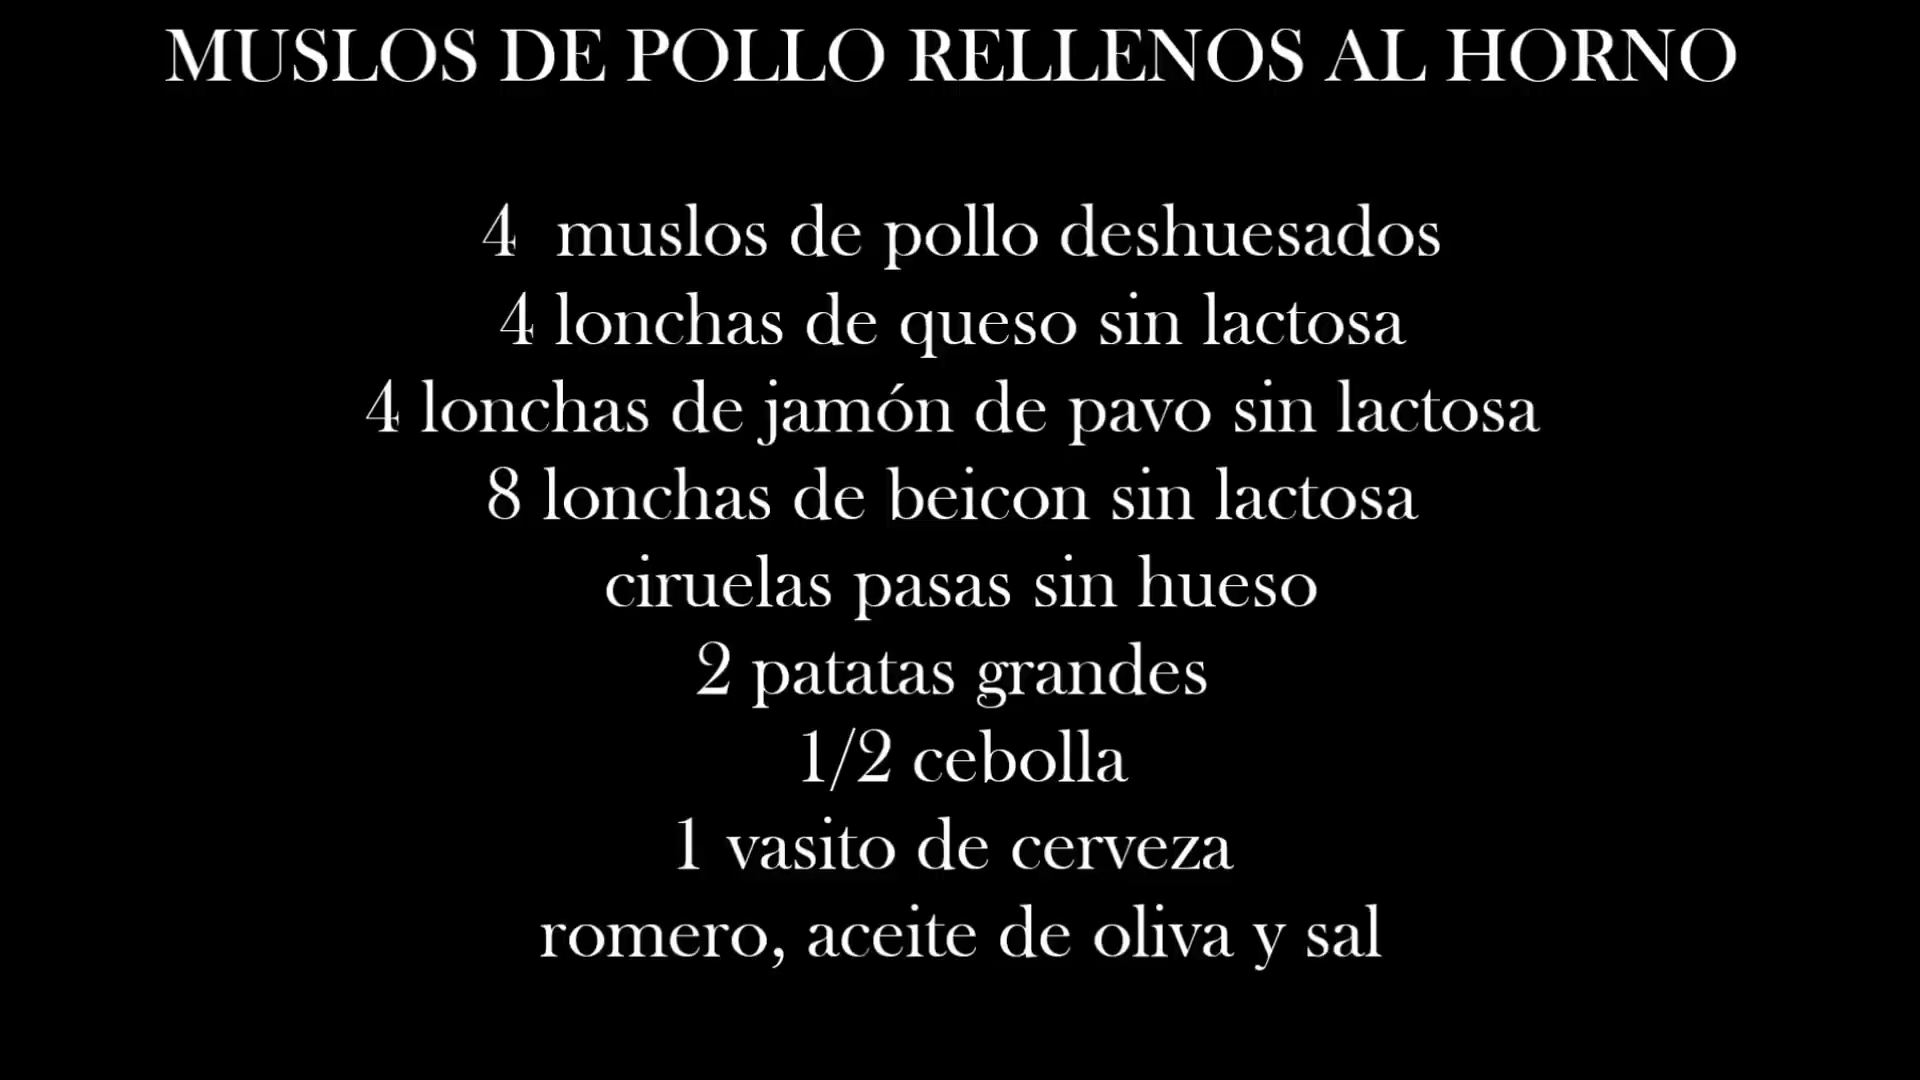 MUSLOS DE POLLO RELLENOS AL HORNO
4 muslos de pollo deshuesados
4 lonchas de queso sin lactosa
4 lonchas de jamón de pavo sin lactosa
8 lonchas de beicon sin lactosa
ciruelas pasas sin hueso
2 patatas grandes
1/2 cebolla
1 vasito de cerveza
romero, aceite de oliva y sal